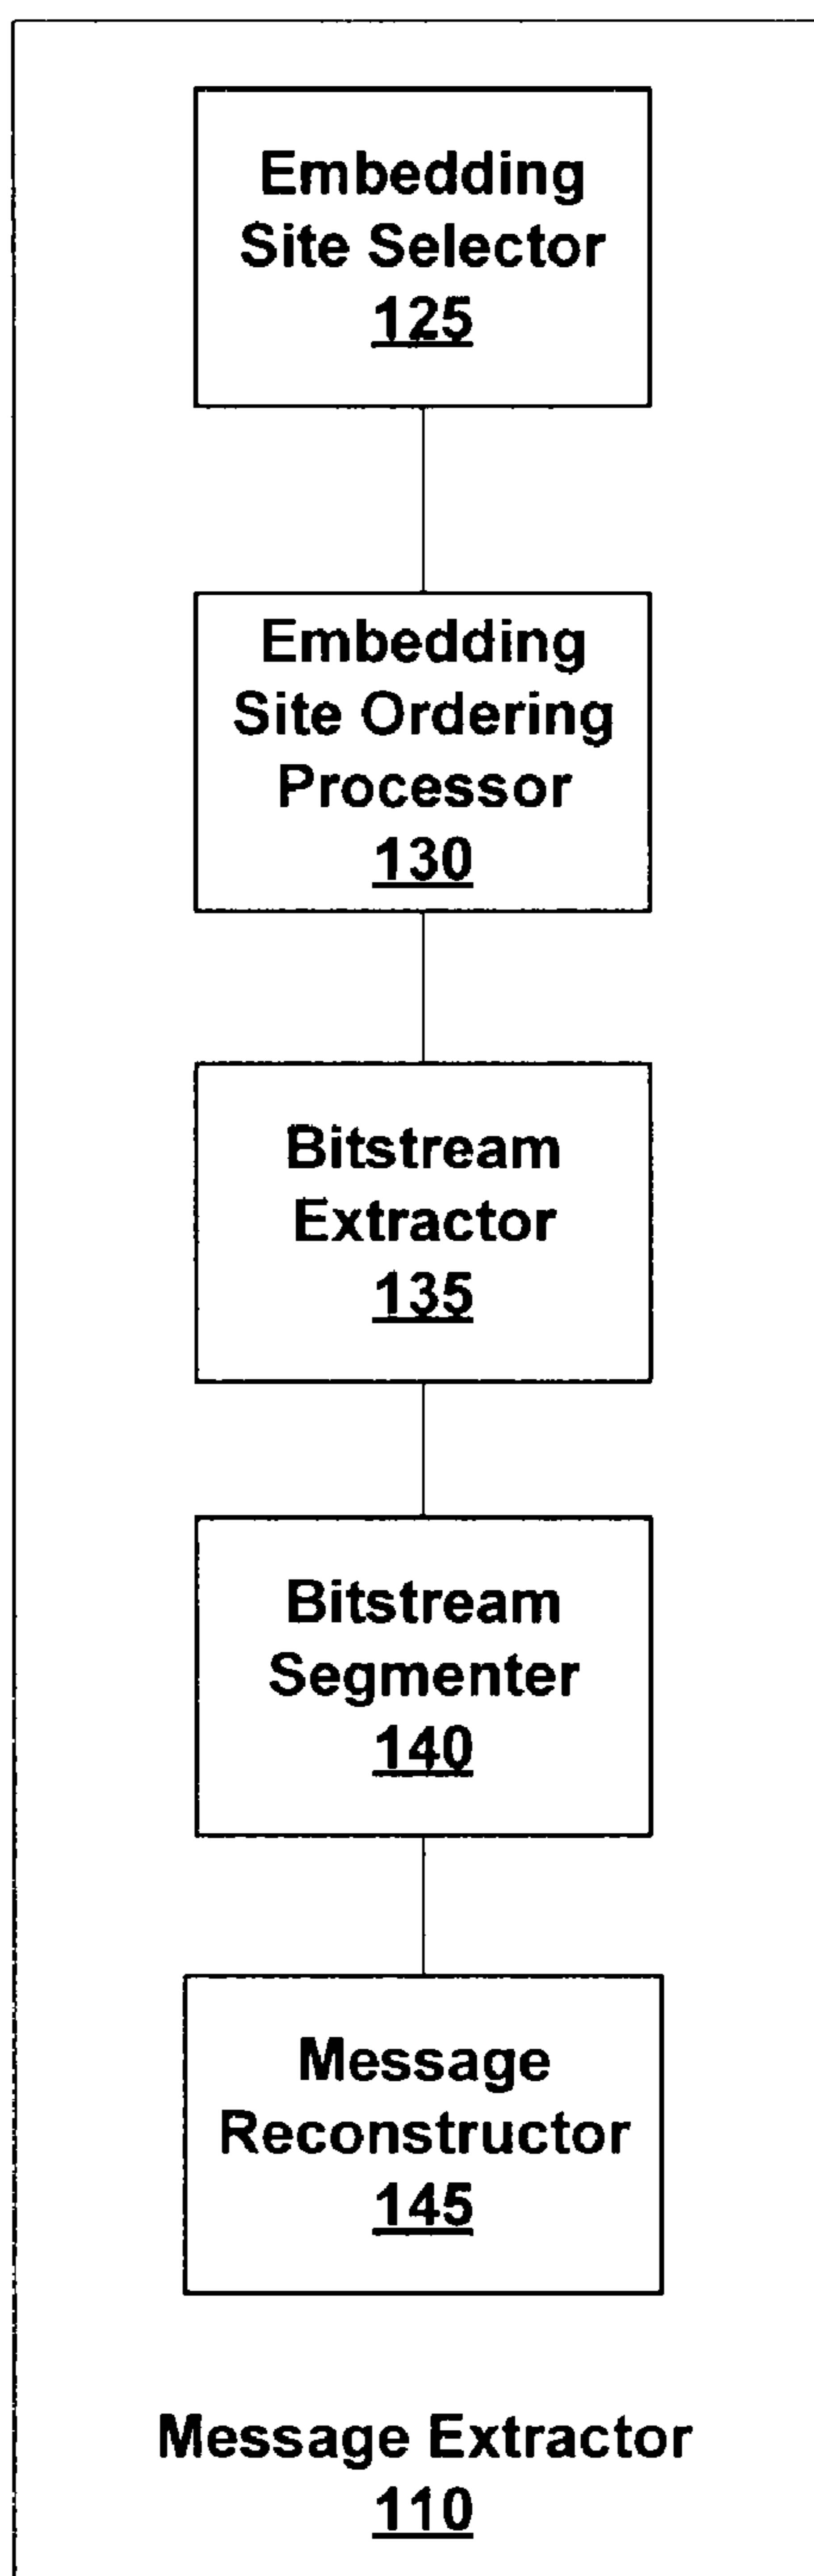 Embedding
Site Selector
125
Embedding
Site Ordering
Processor
130
Bitstream
Extractor
135
Bitstream
Segmenter
140
Message
Reconstructor
145
Message Extractor
110